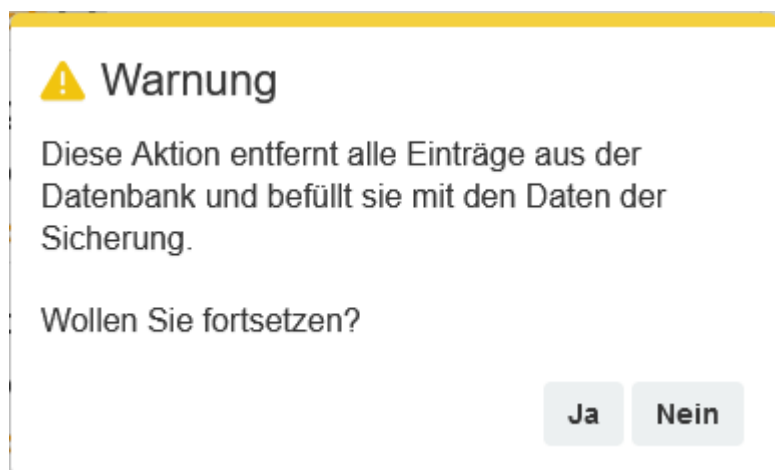 Warnung
Diese Aktion entfernt alle Einträge aus der
Datenbank und befüllt sie mit den Daten der
Sicherung.
Wollen Sie fortsetzen?
Ja Nein